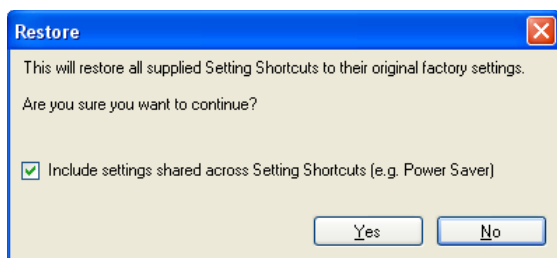 Restore
This will restore all supplied Setting Shortcuts to their original factory settings.
Are you sure you want to continue?
Include settings shared across Setting Shortcuts (e.g. Power Saver)
Yes No